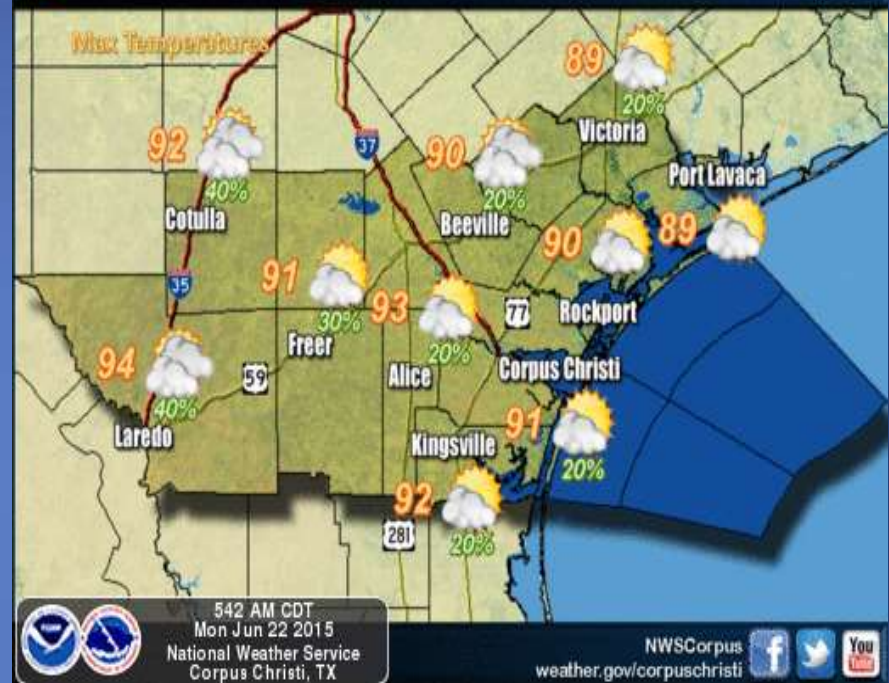 Max Temperatures
89
20%
Victoria
92
40%
Cotulla
37
90
20%
Beeville
Port Lavaca
89
90
Rockport
35
91
30%
Freer
93
20%
Alice
77
Corpus Christi
94
40%
Laredo
59
Kingsville
91
20%
92
20%
281
542 AM CDT
Mon Jun 22 2015
National Weather Service
Corpus Christi, TX
NWSCorpus
weather.gov/corpuschristi
f
You
Tube